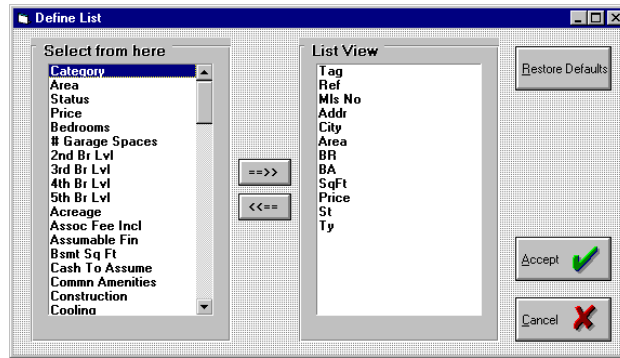 Define List
Select from here
Category
Area
Status
Price
Bedrooms
# Garage Spaces
2nd Br Lvl
3rd Br Lvl
4th Br Lvl
5th Br Lvl
Acreage
Assoc Fee Incl
Assumable Fin
Bsmt Sq Ft
Cash To Assume
Commn Amenities
Construction
Cooling
==>>
<<==
List View
Tag
Ref
Mls No
Addr
City
Area
BR
BA
SqFt
Price
St
Ty
Restore Defaults
Accept
Cancel